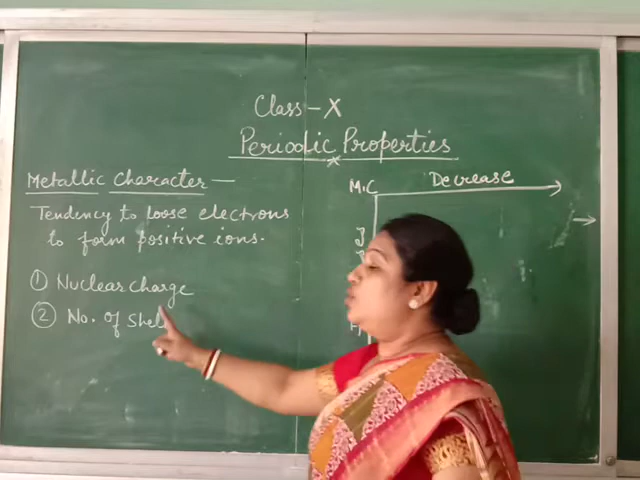 Class - X
Periodic Properties
Metallic Character —
Tendency to loose electrons
to form positive ions.
① Nuclear charge
② No. of Shel
M.C Decrease